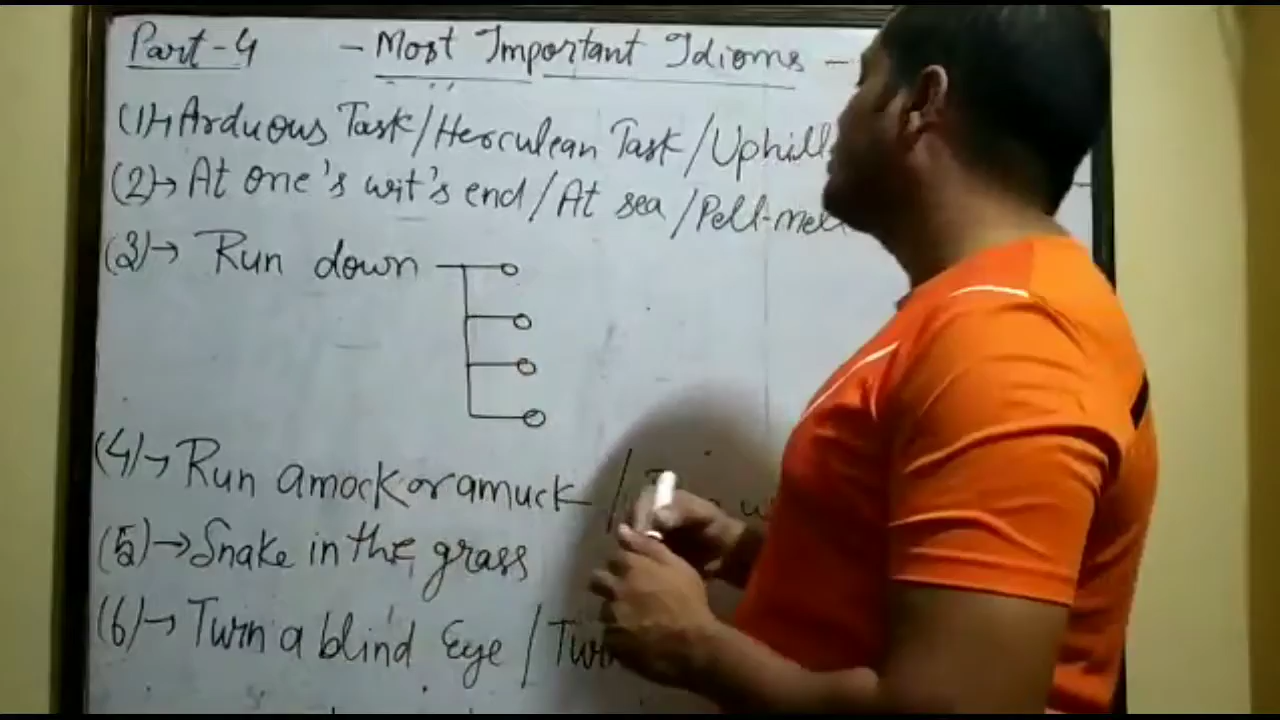 Part-4 - Most Important Idioms -
(1)→ Arduous Task/Herculean Task/Uphill
(2)→ At one's wit's end/At sea/Pell-mell
(3)→ Run down
(4)→ Run amock or amuck /
(5)→ Snake in the grass
(6)→ Turn a blind Eye / Turn